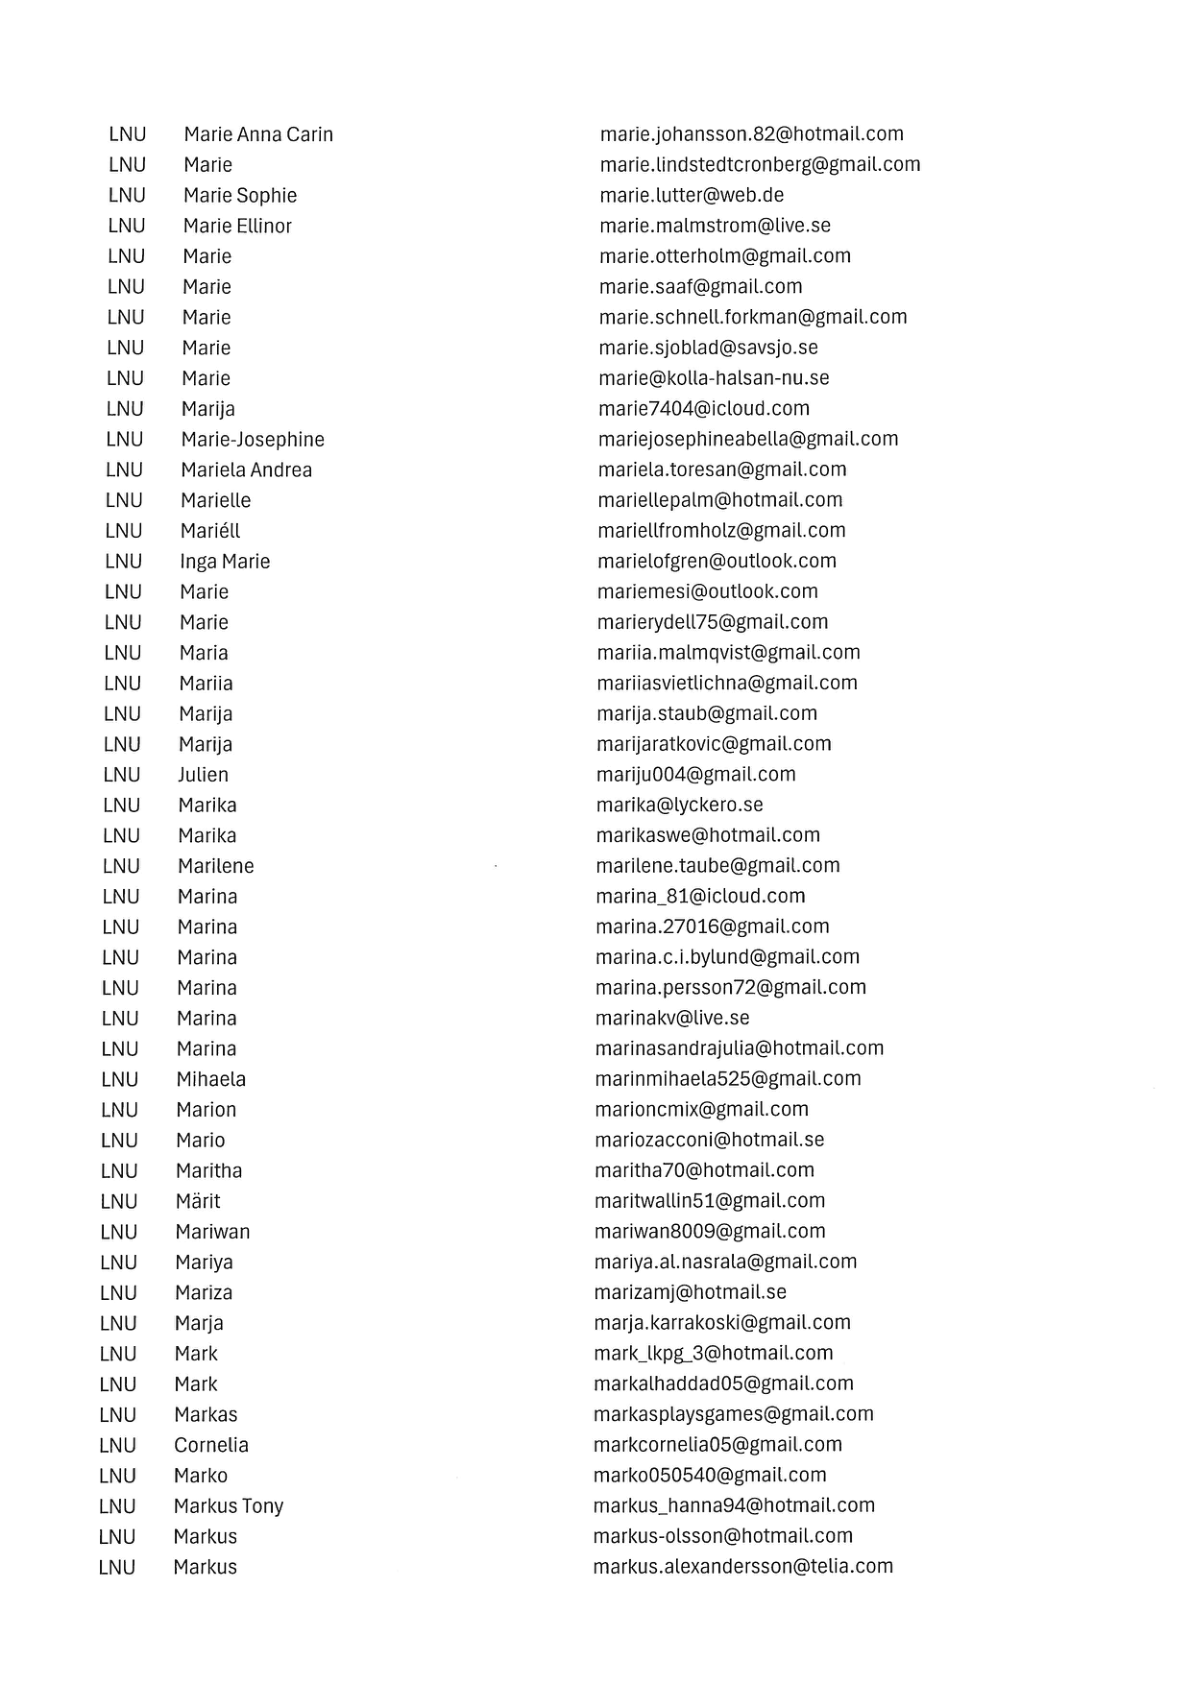 LNU Marie Anna Carin marie.johansson.82@hotmail.com
LNU Marie marie.lindstedtcronberg@gmail.com
LNU Marie Sophie marie.lutter@web.de
LNU Marie Ellinor marie.malmstrom@live.se
LNU Marie marie.otterholm@gmail.com
LNU Marie marie.saaf@gmail.com
LNU Marie marie.schnell.forkman@gmail.com
LNU Marie marie.sjoblad@savsjo.se
LNU Marie marie@kolla-halsan-nu.se
LNU Marija marie7404@icloud.com
LNU Marie-Josephine mariejosephineabella@gmail.com
LNU Mariela Andrea mariela.toresan@gmail.com
LNU Marielle mariellepalm@hotmail.com
LNU Mariéll mariellfromholz@gmail.com
LNU Inga Marie marielofgren@outlook.com
LNU Marie mariemesi@outlook.com
LNU Marie marierydell75@gmail.com
LNU Maria mariia.malmqvist@gmail.com
LNU Mariia mariiasvietlichna@gmail.com
LNU Marija marija.staub@gmail.com
LNU Marija marijaratkovic@gmail.com
LNU Julien mariju004@gmail.com
LNU Marika marika@lyckero.se
LNU Marika marikaswe@hotmail.com
LNU Marilene marilene.taube@gmail.com
LNU Marina marina_81@icloud.com
LNU Marina marina.27016@gmail.com
LNU Marina marina.c.i.bylund@gmail.com
LNU Marina marina.persson72@gmail.com
LNU Marina marinakv@live.se
LNU Marina marinasandrajulia@hotmail.com
LNU Mihaela marinmihaela525@gmail.com
LNU Marion marioncmix@gmail.com
LNU Mario mariozacconi@hotmail.se
LNU Maritha maritha70@hotmail.com
LNU Märit maritwallin51@gmail.com
LNU Mariwan mariwan8009@gmail.com
LNU Mariya mariya.al.nasrala@gmail.com
LNU Mariza marizamj@hotmail.se
LNU Marja marja.karrakoski@gmail.com
LNU Mark mark_lkpg_3@hotmail.com
LNU Mark markalhaddad05@gmail.com
LNU Markas markasplaysgames@gmail.com
LNU Cornelia markcornelia05@gmail.com
LNU Marko marko050540@gmail.com
LNU Markus Tony markus_hanna94@hotmail.com
LNU Markus markus-olsson@hotmail.com
LNU Markus markus.alexandersson@telia.com